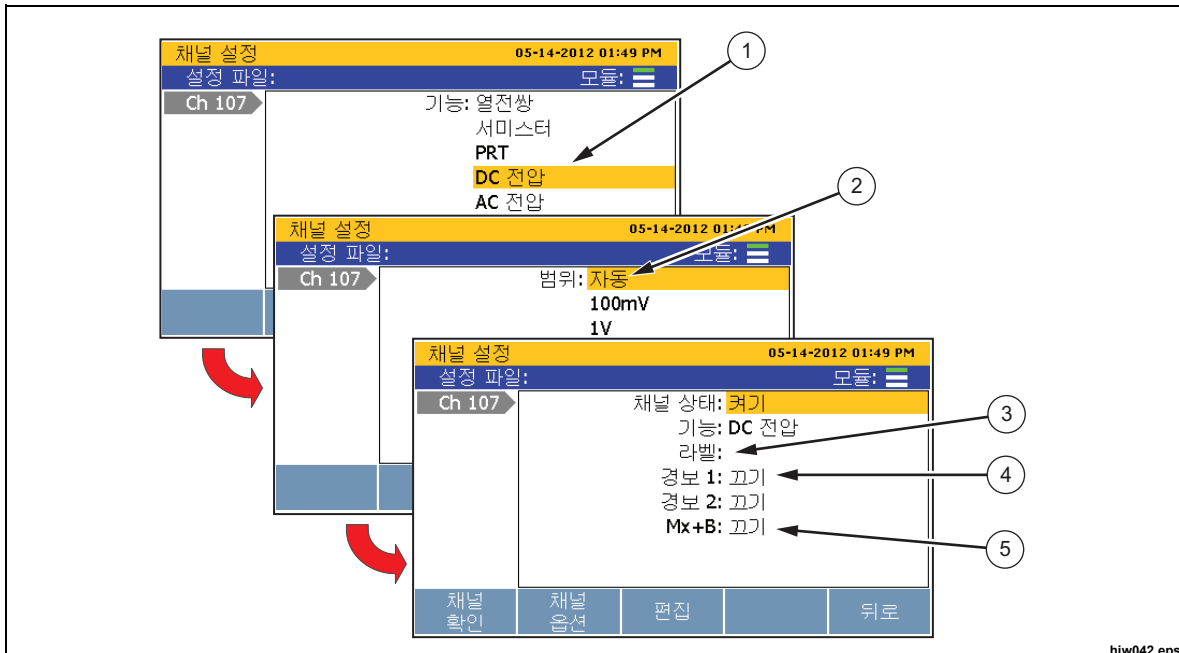 채널 설정 05-14-2012 01:49 PM
설정 파일: 모듈:
Ch 107
기능: 열전쌍
서미스터
PRT
DC 전압
AC 전압
1
채널 설정 05-14-2012 01:49 PM
설정 파일: 모듈:
Ch 107
범위: 자동
100mV
1V
2
채널 설정 05-14-2012 01:49 PM
설정 파일: 모듈:
Ch 107
채널 상태: 켜기
기능: DC 전압
라벨:
경보 1: 끄기
경보 2: 끄기
Mx+B: 끄기
3
4
5
채널 확인
채널 옵션
편집
뒤로
hiw042.eps